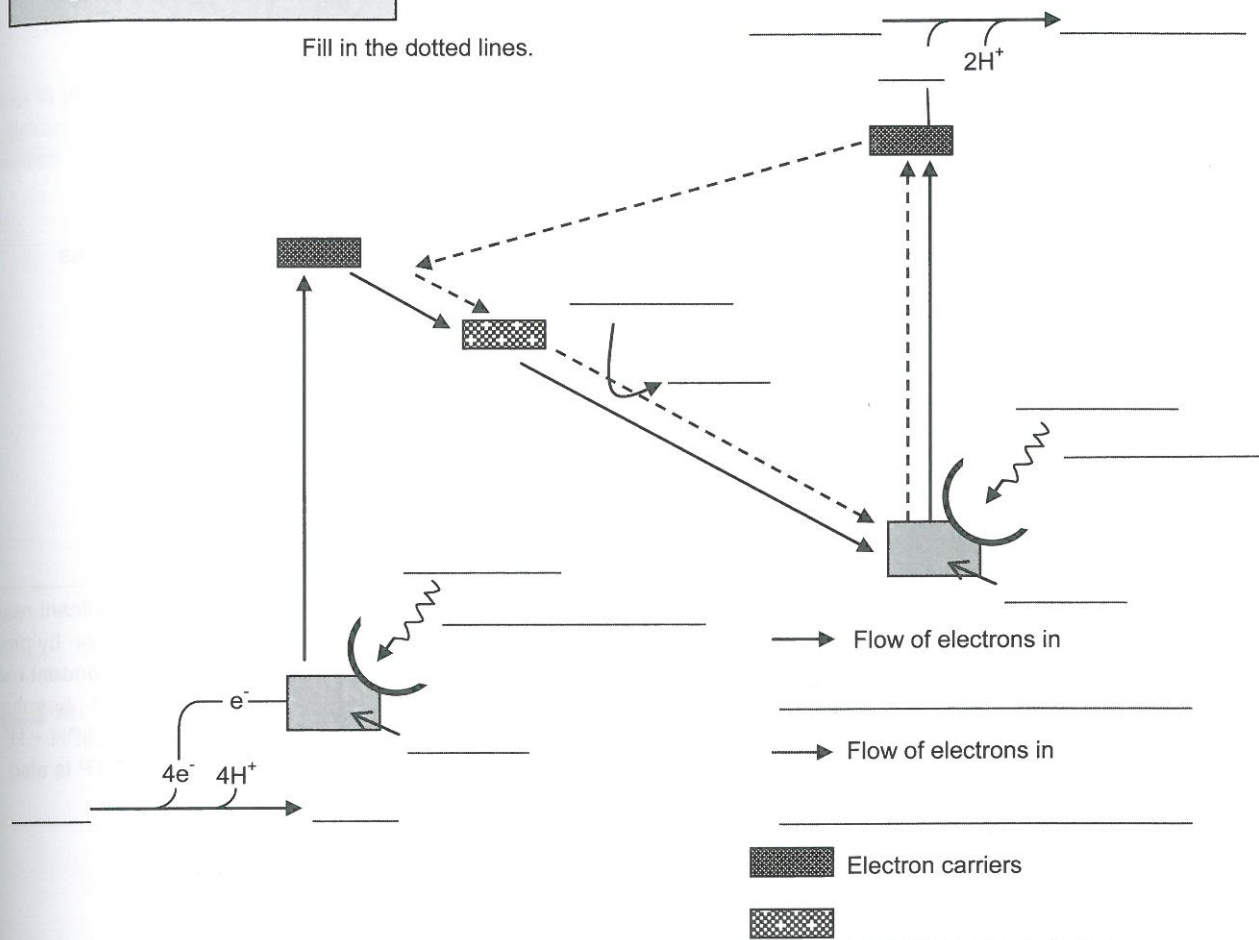 Fill in the dotted lines.
2H⁺
e⁻
4e⁻ 4H⁺
Flow of electrons in
Flow of electrons in
Electron carriers